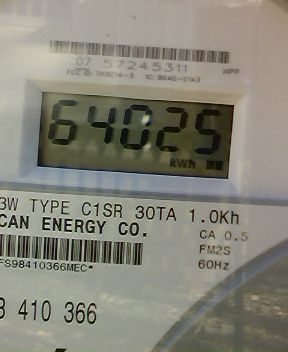 07 57245311
64025
kWh
3W TYPE C1SR 30TA 1.0Kh
CAN ENERGY CO.
CA 0.5
FM2S
60Hz
FS98410366MEC*
410 366